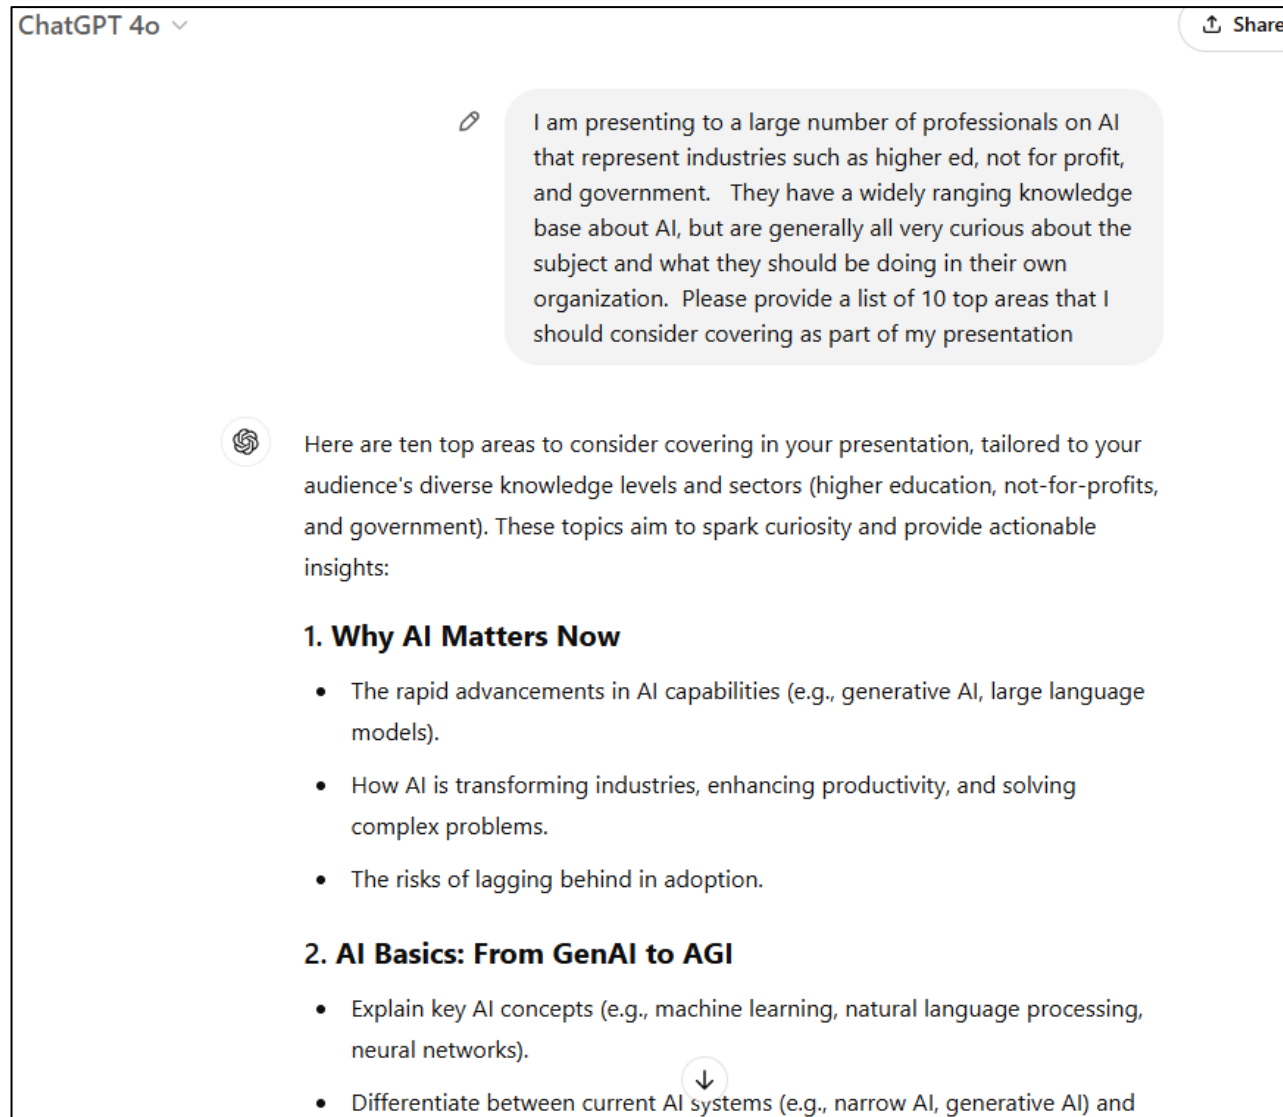 ChatGPT 4o
Share
I am presenting to a large number of professionals on AI
that represent industries such as higher ed, not for profit,
and government.   They have a widely ranging knowledge
base about AI, but are generally all very curious about the
subject and what they should be doing in their own
organization.  Please provide a list of 10 top areas that I
should consider covering as part of my presentation
Here are ten top areas to consider covering in your presentation, tailored to your
audience's diverse knowledge levels and sectors (higher education, not-for-profits,
and government). These topics aim to spark curiosity and provide actionable
insights:
1. Why AI Matters Now
• The rapid advancements in AI capabilities (e.g., generative AI, large language
models).
• How AI is transforming industries, enhancing productivity, and solving
complex problems.
• The risks of lagging behind in adoption.
2. AI Basics: From GenAI to AGI
• Explain key AI concepts (e.g., machine learning, natural language processing,
neural networks).
• Differentiate between current AI systems (e.g., narrow AI, generative AI) and